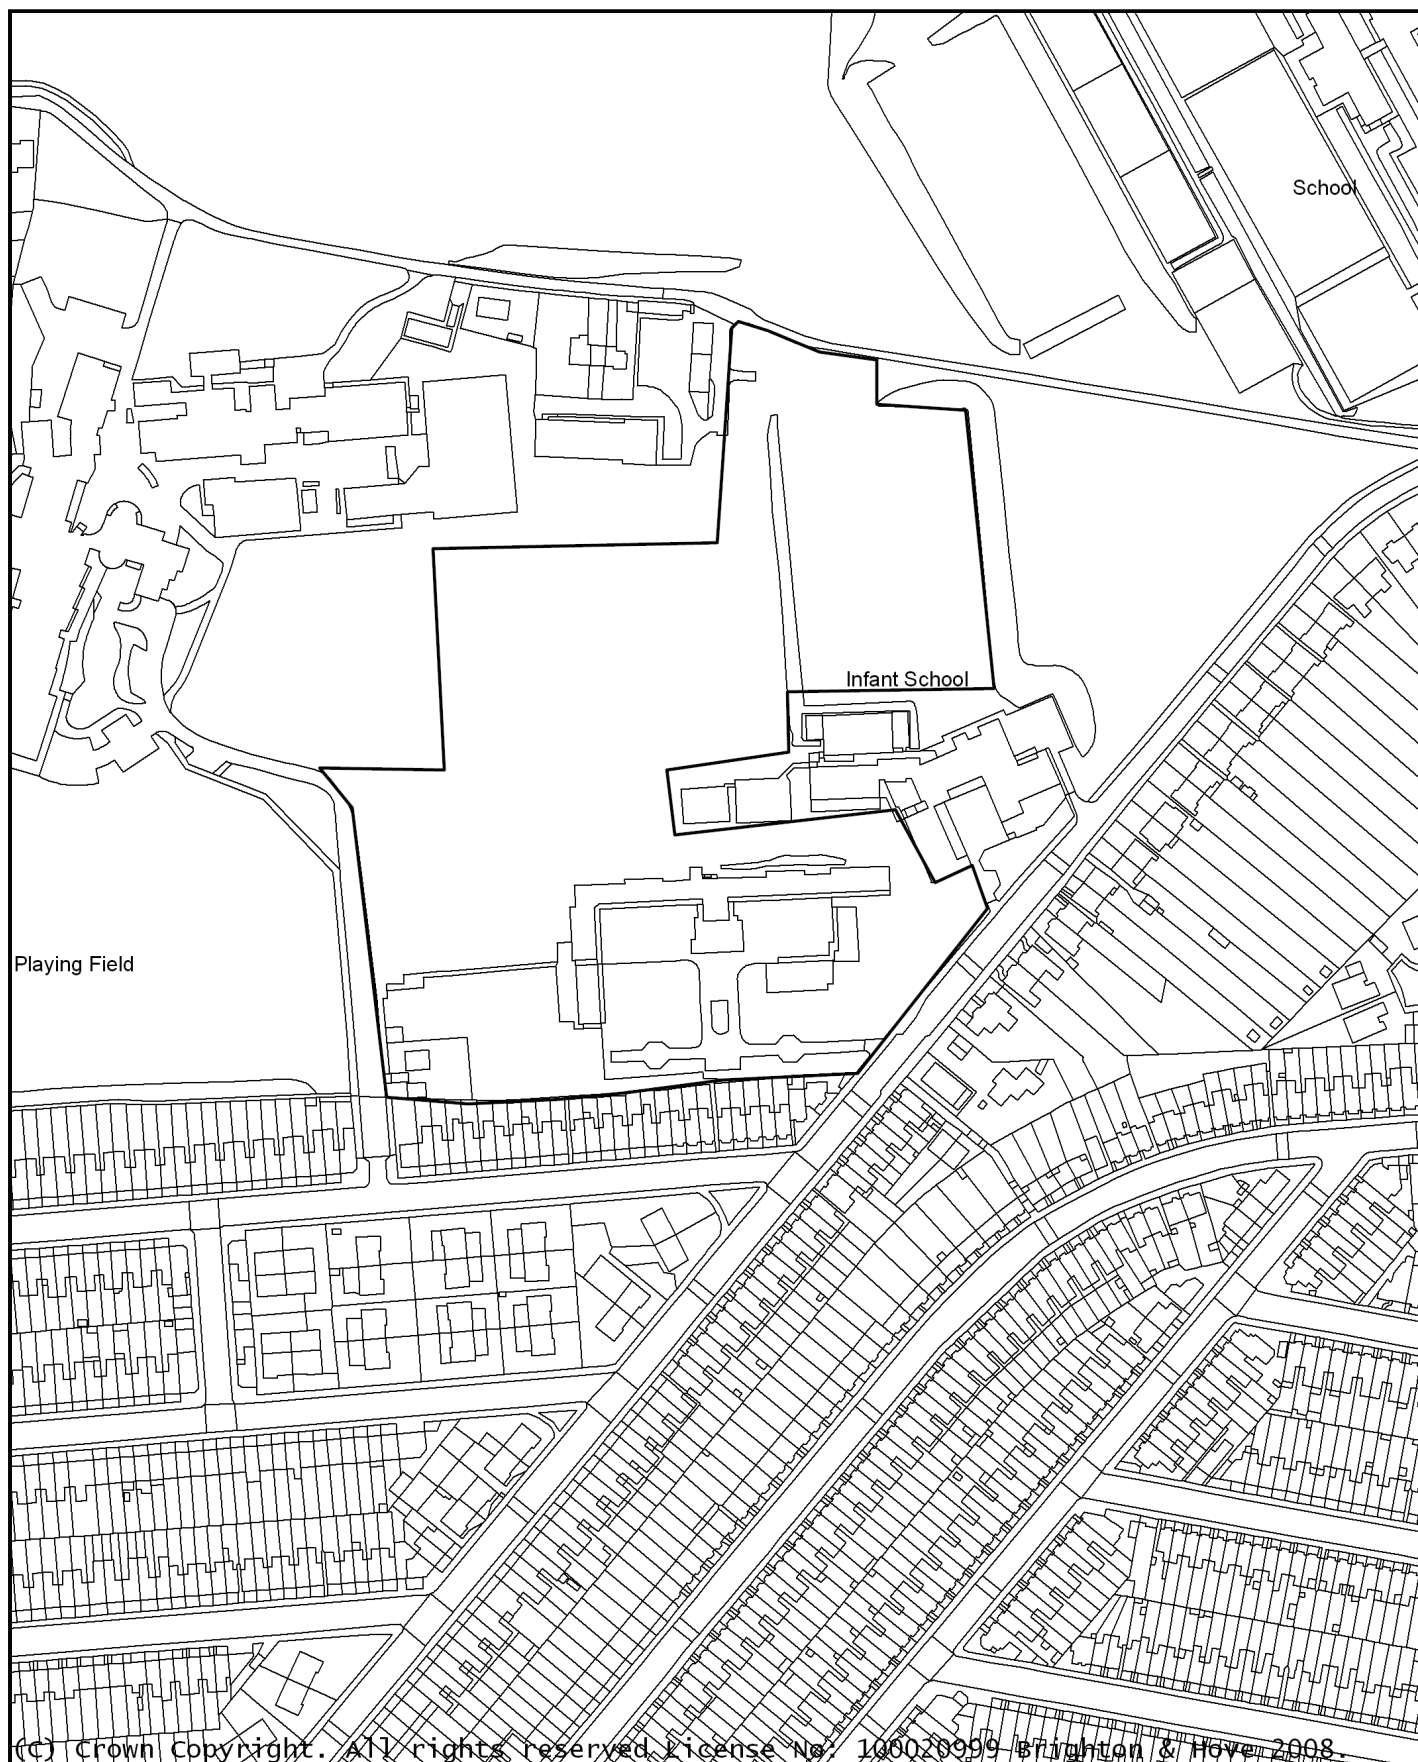 School
Infant School
Playing Field
(C) Crown Copyright. All rights reserved. License No: 100020999 Brighton & Hove 2008.